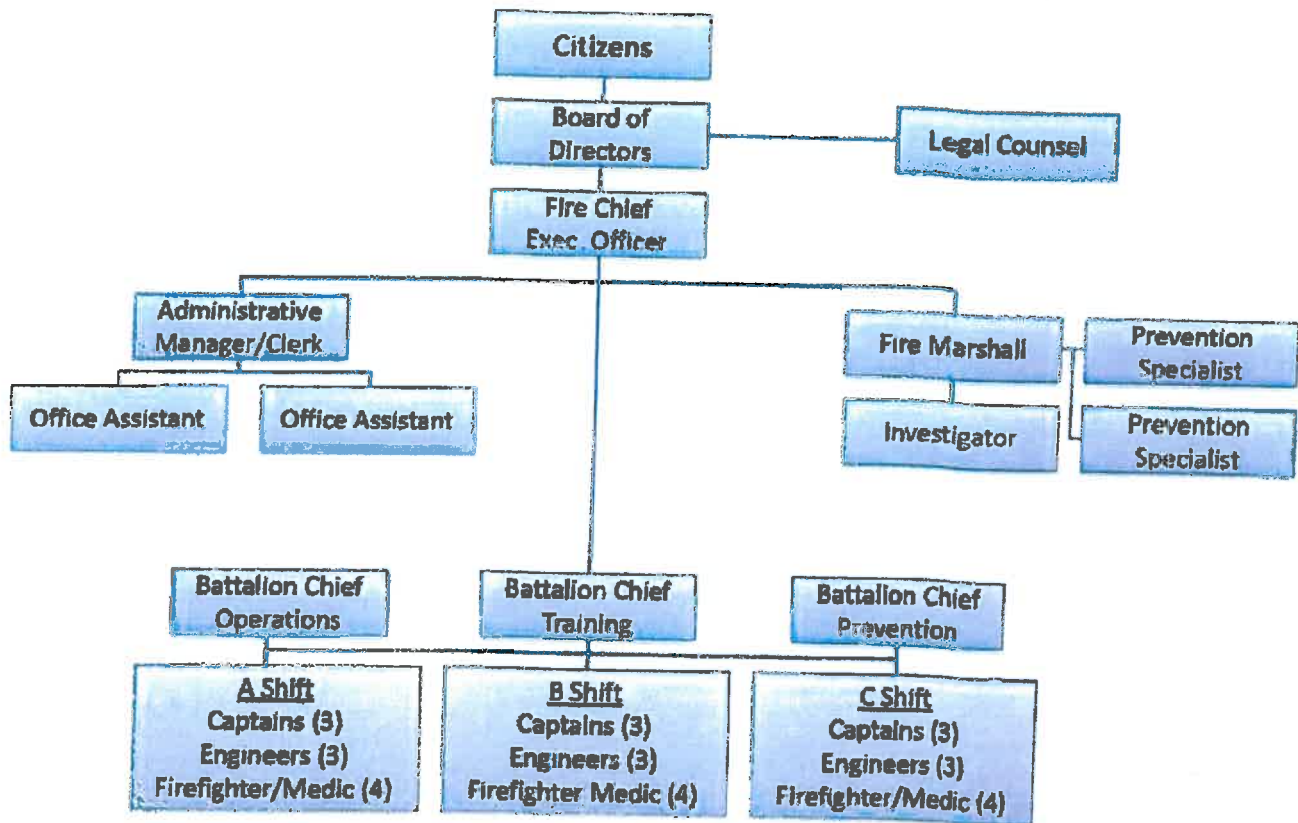 Citizens
Board of
Directors
Legal Counsel
Fire Chief
Exec. Officer
Administrative
Manager/Clerk
Office Assistant
Office Assistant
Fire Marshall
Investigator
Prevention
Specialist
Prevention
Specialist
Battalion Chief
Operations
Battalion Chief
Training
Battalion Chief
Prevention
A Shift
Captains (3)
Engineers (3)
Firefighter/Medic (4)
B Shift
Captains (3)
Engineers (3)
Firefighter Medic (4)
C Shift
Captains (3)
Engineers (3)
Firefighter/Medic (4)